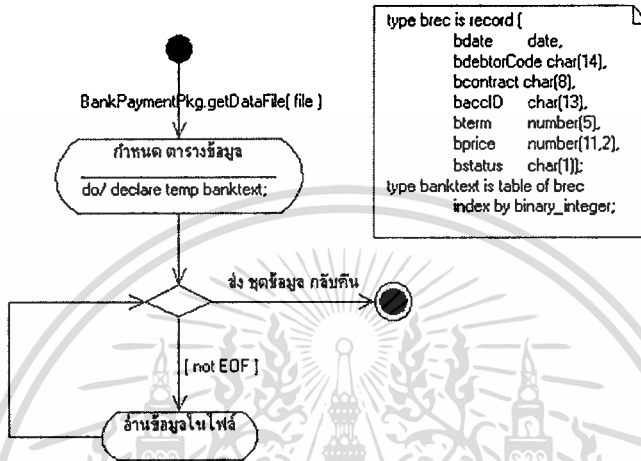 BankPaymentPkg.getDataFile( file )
กำหนด ตารางข้อมูล
do/ declare temp banktext;
ส่ง ชุดข้อมูล กลับคืน
[ not EOF ]
อ่านข้อมูลในไฟล์
type brec is record (
bdate date,
bdebtorCode char(14),
bcontract char(8),
baccID char(13),
bterm number(5),
bprice number(11,2),
bstatus char(1));
type banktext is table of brec
index by binary_integer;